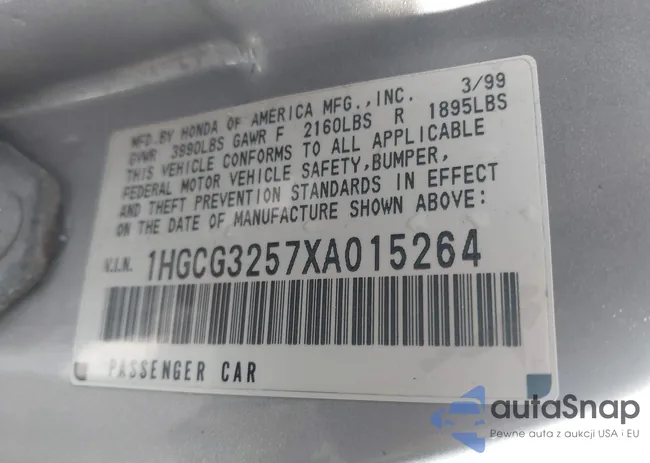 MFD.BY HONDA OF AMERICA MFG.,INC. 3/99
GVWR 3990LBS GAWR F 2160LBS R 1895LBS
THIS VEHICLE CONFORMS TO ALL APPLICABLE
FEDERAL MOTOR VEHICLE SAFETY,BUMPER,
AND THEFT PREVENTION STANDARDS IN EFFECT
ON THE DATE OF MANUFACTURE SHOWN ABOVE:
V.I.N. 1HGCG3257XA015264
PASSENGER CAR
autaSnap
Pewne auta z aukcji USA i EU